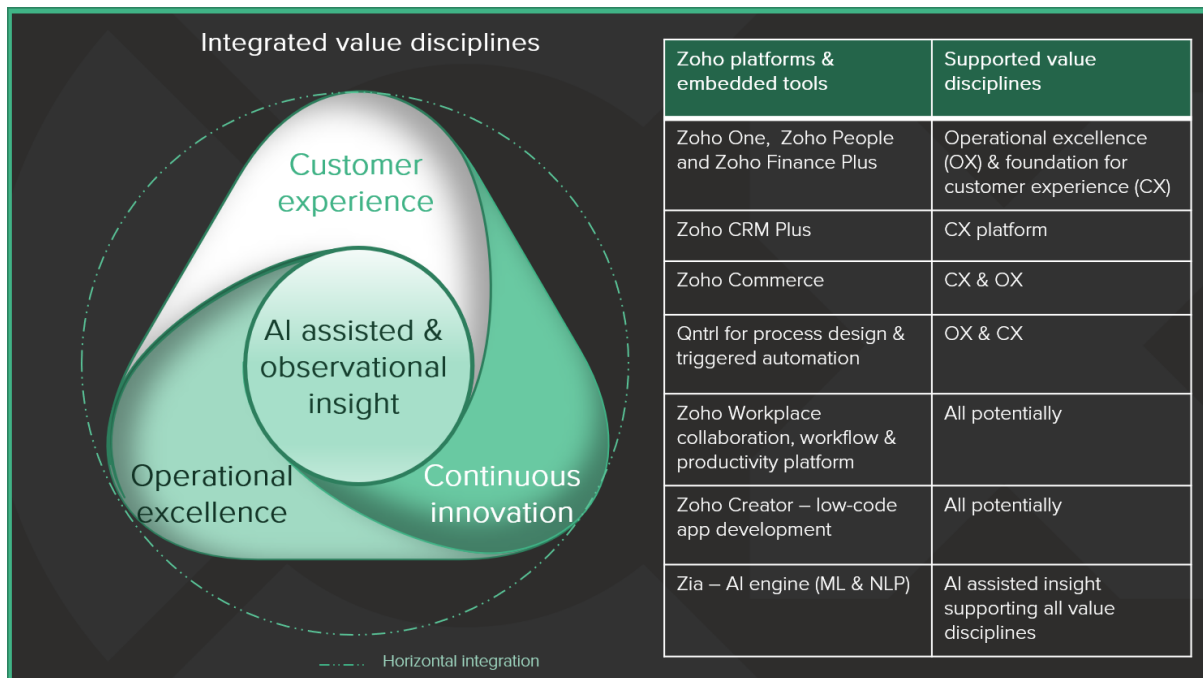 Integrated value disciplines
Customer
experience
AI assisted &
observational
insight
Operational
excellence
Continuous
innovation
Horizontal integration
Zoho platforms &
embedded tools
Supported value
disciplines
Zoho One, Zoho People
and Zoho Finance Plus
Operational excellence
(OX) & foundation for
customer experience (CX)
Zoho CRM Plus
CX platform
Zoho Commerce
CX & OX
Qntrl for process design &
triggered automation
OX & CX
Zoho Workplace
collaboration, workflow &
productivity platform
All potentially
Zoho Creator – low-code
app development
All potentially
Zia – AI engine (ML & NLP)
AI assisted insight
supporting all value
disciplines